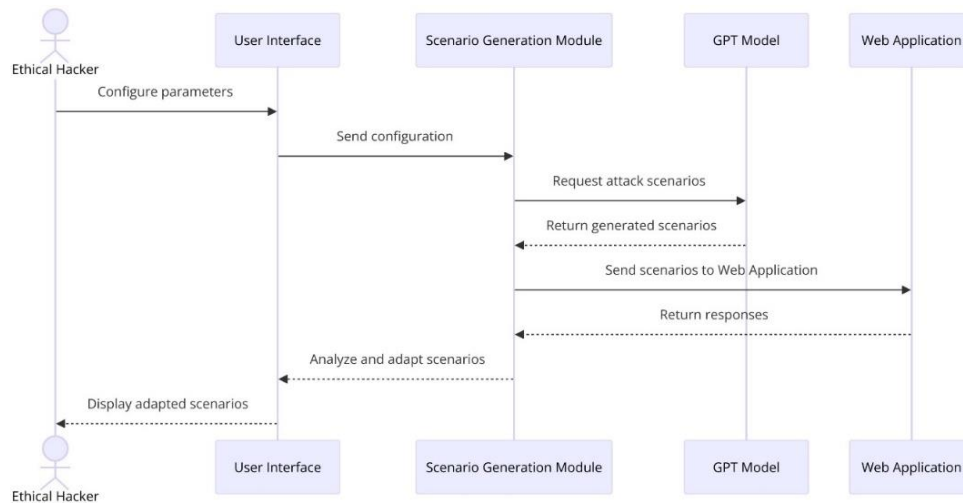 User Interface
Scenario Generation Module
GPT Model
Web Application
Ethical Hacker
Configure parameters
Send configuration
Request attack scenarios
Return generated scenarios
Send scenarios to Web Application
Return responses
Analyze and adapt scenarios
Display adapted scenarios
User Interface
Scenario Generation Module
GPT Model
Web Application
Ethical Hacker